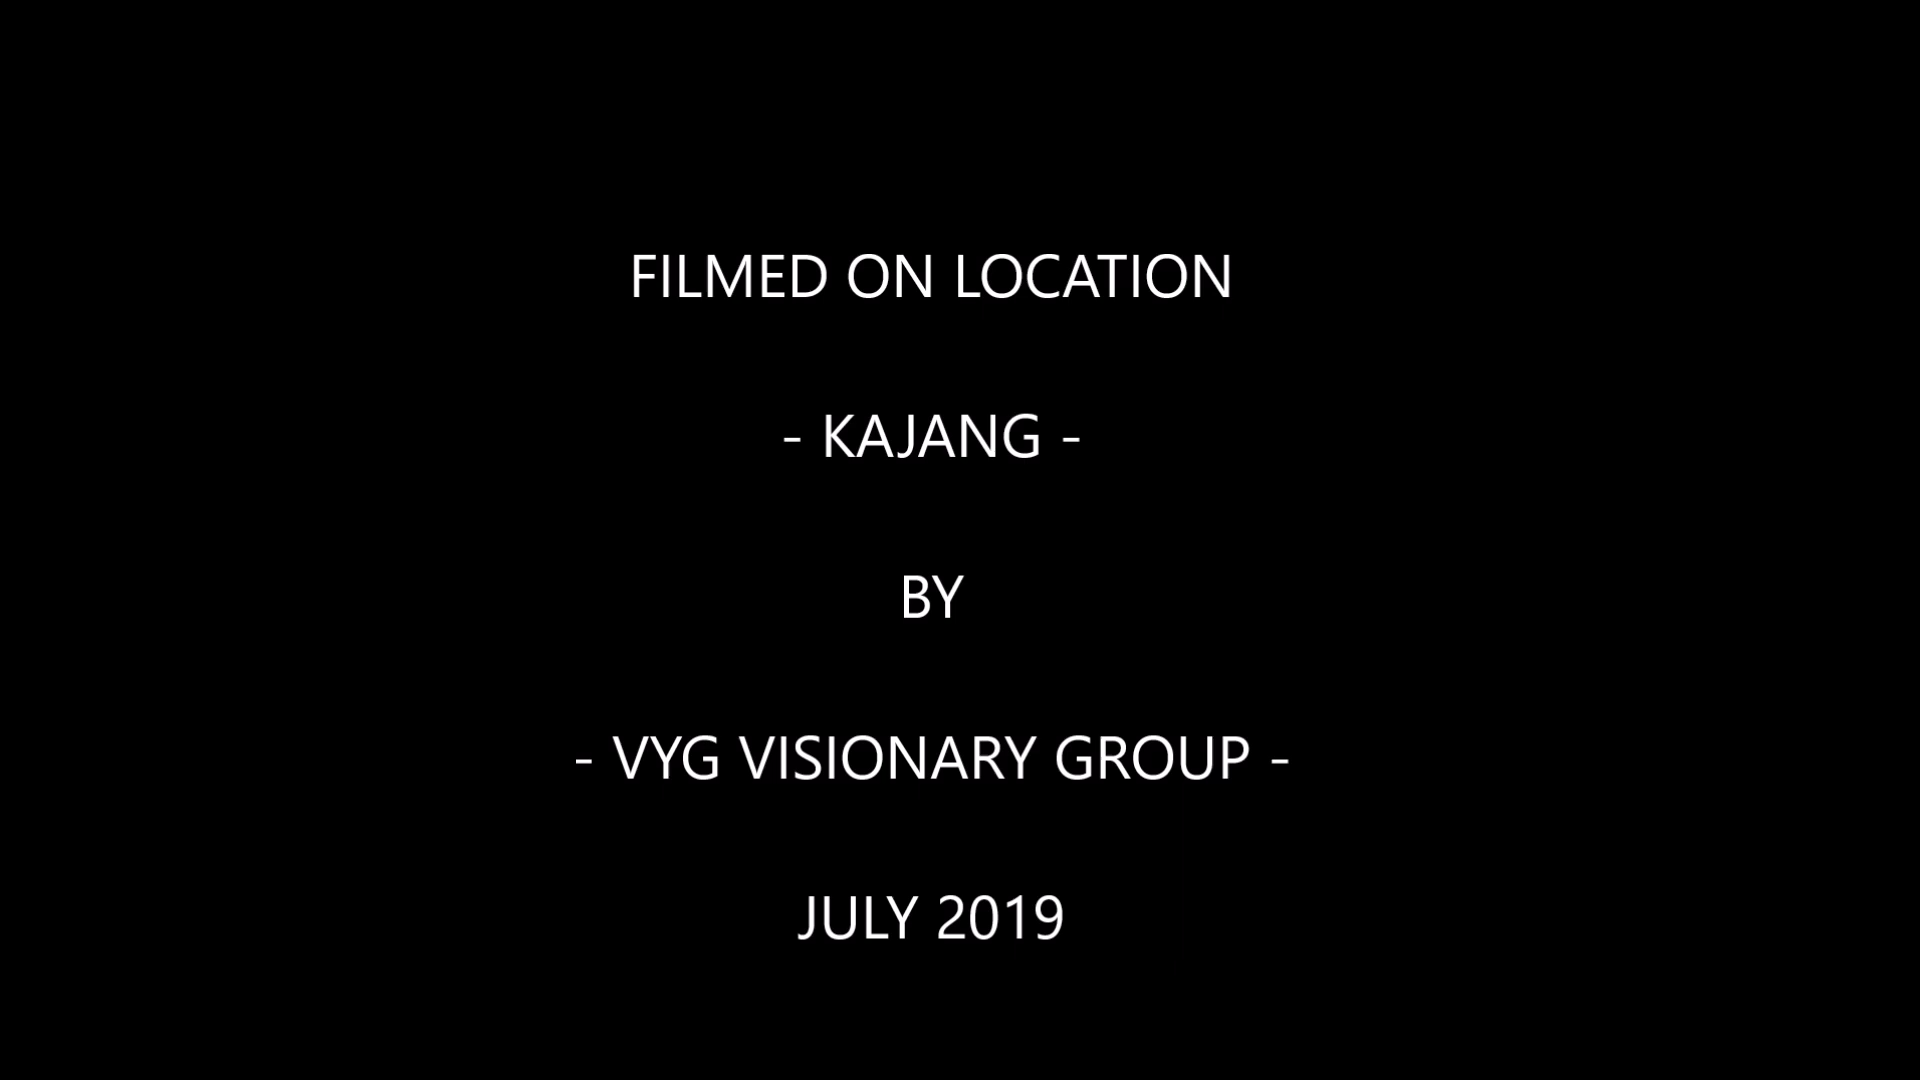 FILMED ON LOCATION
- KAJANG -
BY
- VYG VISIONARY GROUP -
JULY 2019